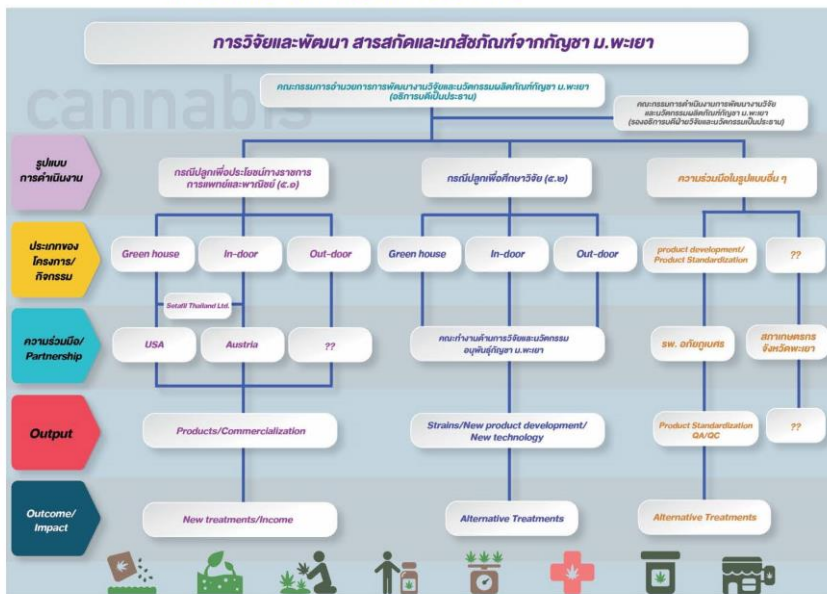 การวิจัยและพัฒนา สารสกัดและเภสัชภัณฑ์จากกัญชา ม.พะเยา
cannabis
คณะกรรมการอำนวยการการพัฒนางานวิจัยและนวัตกรรมผลิตภัณฑ์กัญชา ม.พะเยา
(อธิการบดีเป็นประธาน)
คณะกรรมการดำเนินงานการพัฒนางานวิจัย
และนวัตกรรมผลิตภัณฑ์กัญชา ม.พะเยา
(รองอธิการบดีฝ่ายวิจัยและนวัตกรรมเป็นประธาน)
รูปแบบ
การดำเนินงาน
กรณีปลูกเพื่อประโยชน์ทางราชการ
การแพทย์และพาณิชย์ (๕.๑)
กรณีปลูกเพื่อศึกษาวิจัย (๕.๒)
ความร่วมมือในรูปแบบอื่น ๆ
ประเภทของ
โครงการ/
กิจกรรม
Green house
In-door
Out-door
Green house
In-door
Out-door
product development/
Product Standardization
??
Setafil Thailand Ltd.
ความร่วมมือ/
Partnership
USA
Austria
??
คณะทำงานด้านการวิจัยและนวัตกรรม
อนุพันธุ์กัญชา ม.พะเยา
รพ. อภัยภูเบศร
สภาเกษตรกร
จังหวัดพะเยา
Output
Products/Commercialization
Strains/New product development/
New technology
Product Standardization
QA/QC
??
Outcome/
Impact
New treatments/Income
Alternative Treatments
Alternative Treatments